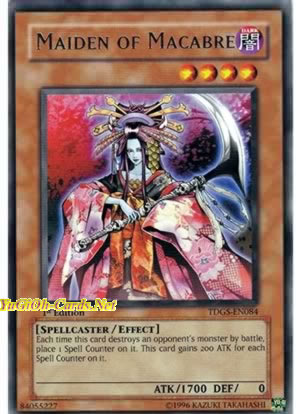 MAIDEN OF MACABRE
DARK
闇
YuGiOh-Cards.Net
1st Edition
TDGS-EN084
[SPELLCASTER / EFFECT]
Each time this card destroys an opponent's monster by battle,
place 1 Spell Counter on it. This card gains 200 ATK for each
Spell Counter on it.
ATK/1700 DEF/ 0
84055227
©1996 KAZUKI TAKAHASHI